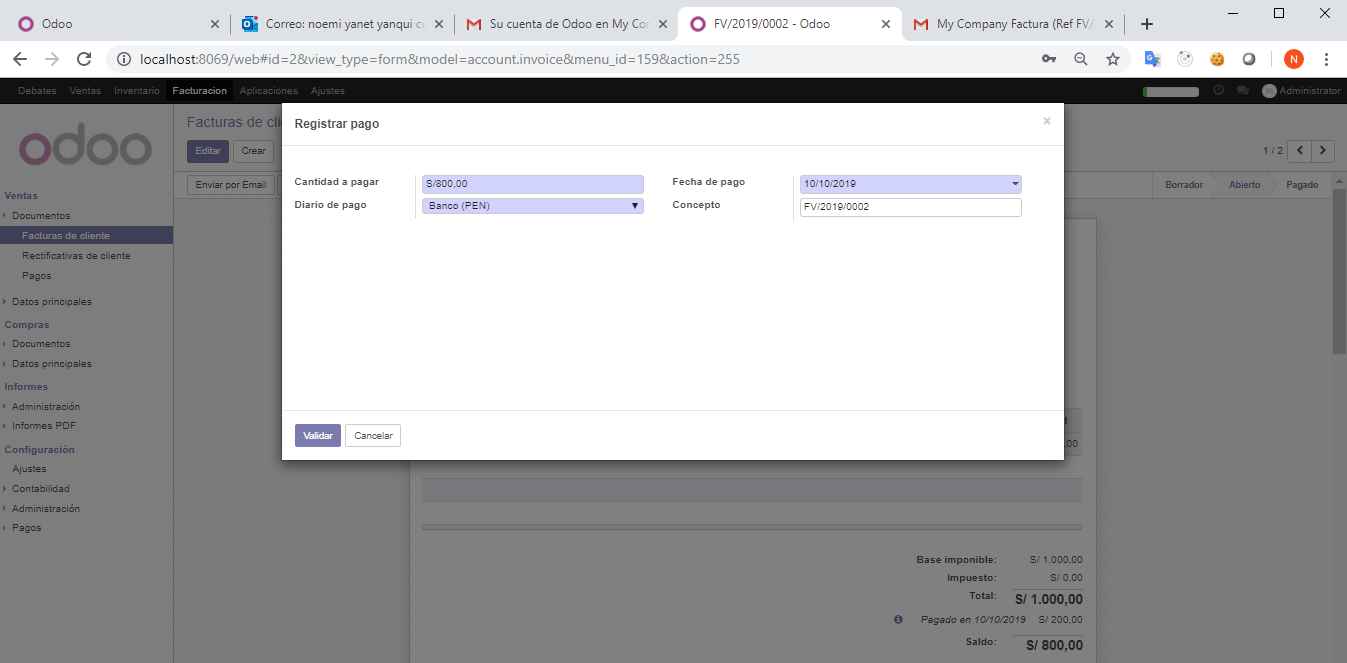 Odoo
Correo: noemi yanet yanqui cu
Su cuenta de Odoo en My Cor
FV/2019/0002 - Odoo
My Company Factura (Ref FV/
localhost:8069/web#id=2&view_type=form&model=account.invoice&menu_id=159&action=255
N
Debates Ventas Inventario Facturacion Aplicaciones Ajustes
Administrator
odoo
Facturas de cli
Editar Crear
1 / 2
Enviar por Email
Borrador Abierto Pagado
Ventas
Documentos
Facturas de cliente
Rectificativas de cliente
Pagos
Datos principales
Compras
Documentos
Datos principales
Informes
Administración
Informes PDF
Configuración
Ajustes
Contabilidad
Administración
Pagos
Registrar pago
Cantidad a pagar S/800,00
Diario de pago Banco (PEN)
Fecha de pago 10/10/2019
Concepto FV/2019/0002
Validar Cancelar
,00
Base imponible: S/ 1.000,00
Impuesto: S/ 0,00
Total: S/ 1.000,00
Pagado en 10/10/2019 S/ 200,00
Saldo: S/ 800,00